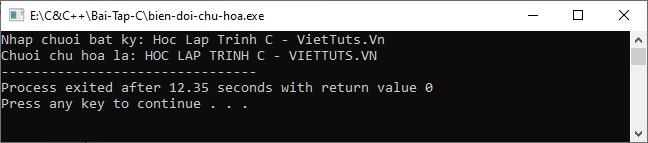 E:\C&C++\Bai-Tap-C\bien-doi-chu-hoa.exe
Nhap chuoi bat ky: Hoc Lap Trinh C - VietTuts.Vn
Chuoi chu hoa la: HOC LAP TRINH C - VIETTUTS.VN
--------------------------------
Process exited after 12.35 seconds with return value 0
Press any key to continue . . .